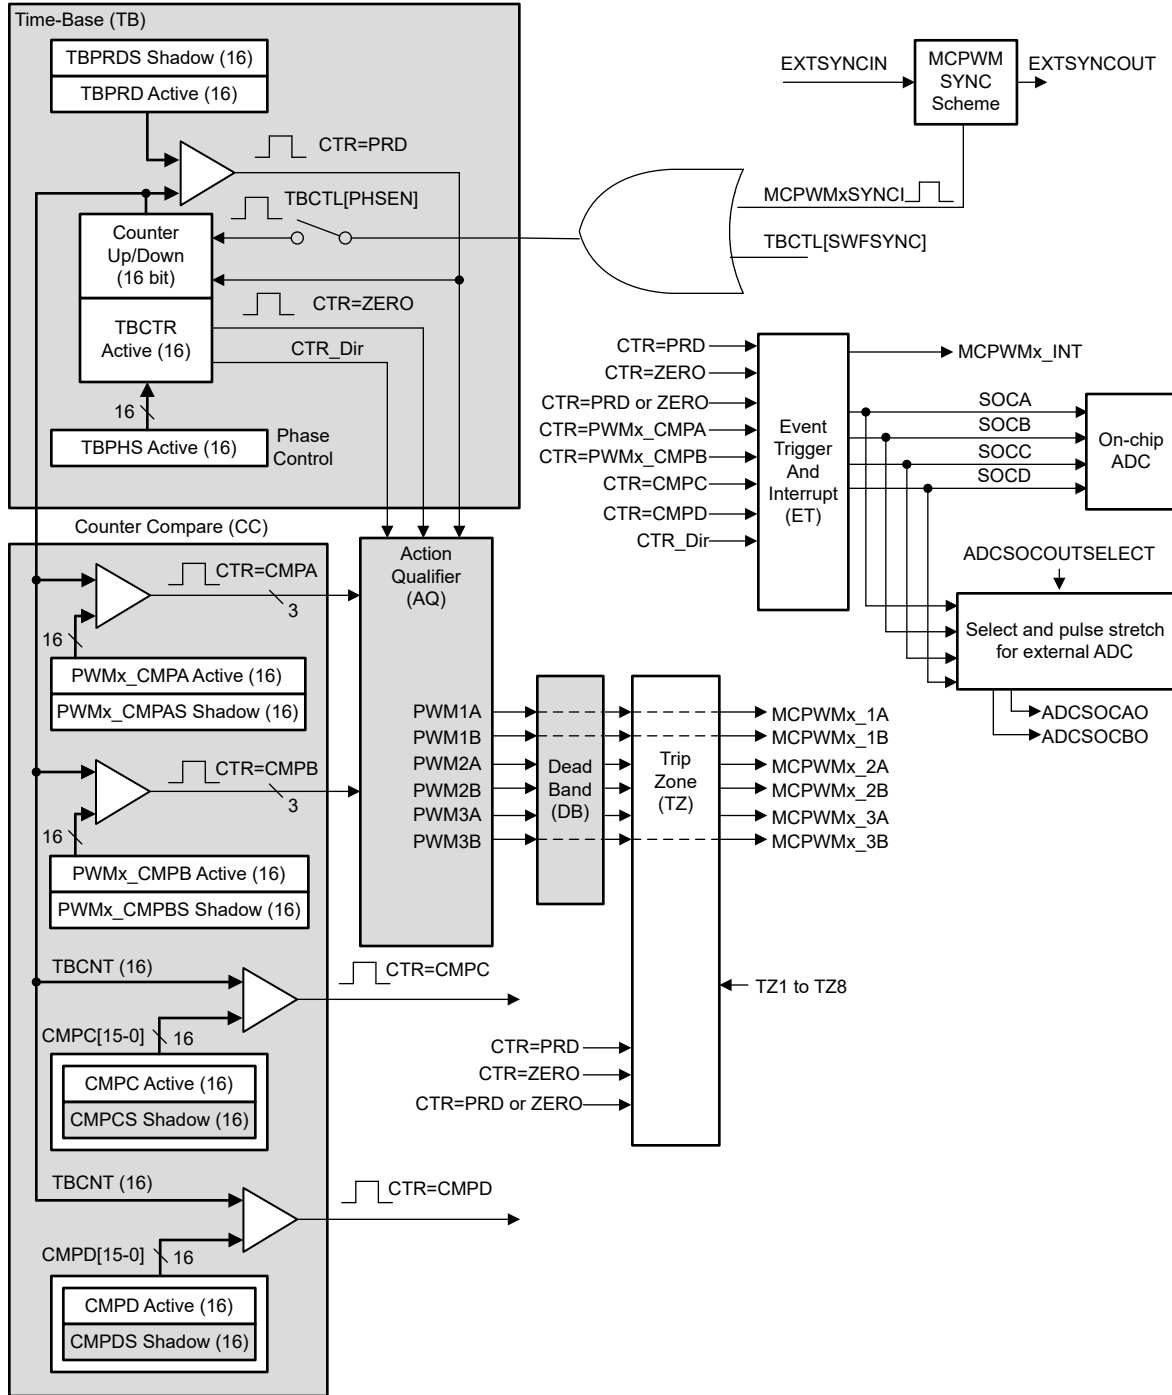 Time-Base (TB)
TBPRDS Shadow (16)
TBPRD Active (16)
CTR=PRD
TBCTL[PHSEN]
Counter
Up/Down
(16 bit)
CTR=ZERO
TBCTR
Active (16)
CTR_Dir
16
TBPHS Active (16)
Phase
Control
EXTSYNCIN
MCPWM
SYNC
Scheme
EXTSYNCOUT
MCPWMxSYNCI
TBCTL[SWFSYNC]
CTR=PRD
CTR=ZERO
CTR=PRD or ZERO
CTR=PWMx_CMPA
CTR=PWMx_CMPB
CTR=CMPC
CTR=CMPD
CTR_Dir
Event
Trigger
And
Interrupt
(ET)
MCPWMx_INT
SOCA
SOCB
SOCC
SOCD
On-chip
ADC
ADCSOCOUTSELECT
Select and pulse stretch
for external ADC
ADCSOCAO
ADCSOCBO
Counter Compare (CC)
CTR=CMPA
3
16
PWMx_CMPA Active (16)
PWMx_CMPAS Shadow (16)
CTR=CMPB
3
16
PWMx_CMPB Active (16)
PWMx_CMPBS Shadow (16)
TBCNT (16)
CTR=CMPC
CMPC[15-0]
16
CMPC Active (16)
CMPCS Shadow (16)
TBCNT (16)
CTR=CMPD
CMPD[15-0]
16
CMPD Active (16)
CMPDS Shadow (16)
Action
Qualifier
(AQ)
PWM1A
PWM1B
PWM2A
PWM2B
PWM3A
PWM3B
Dead
Band
(DB)
Trip
Zone
(TZ)
MCPWMx_1A
MCPWMx_1B
MCPWMx_2A
MCPWMx_2B
MCPWMx_3A
MCPWMx_3B
TZ1 to TZ8
CTR=PRD
CTR=ZERO
CTR=PRD or ZERO